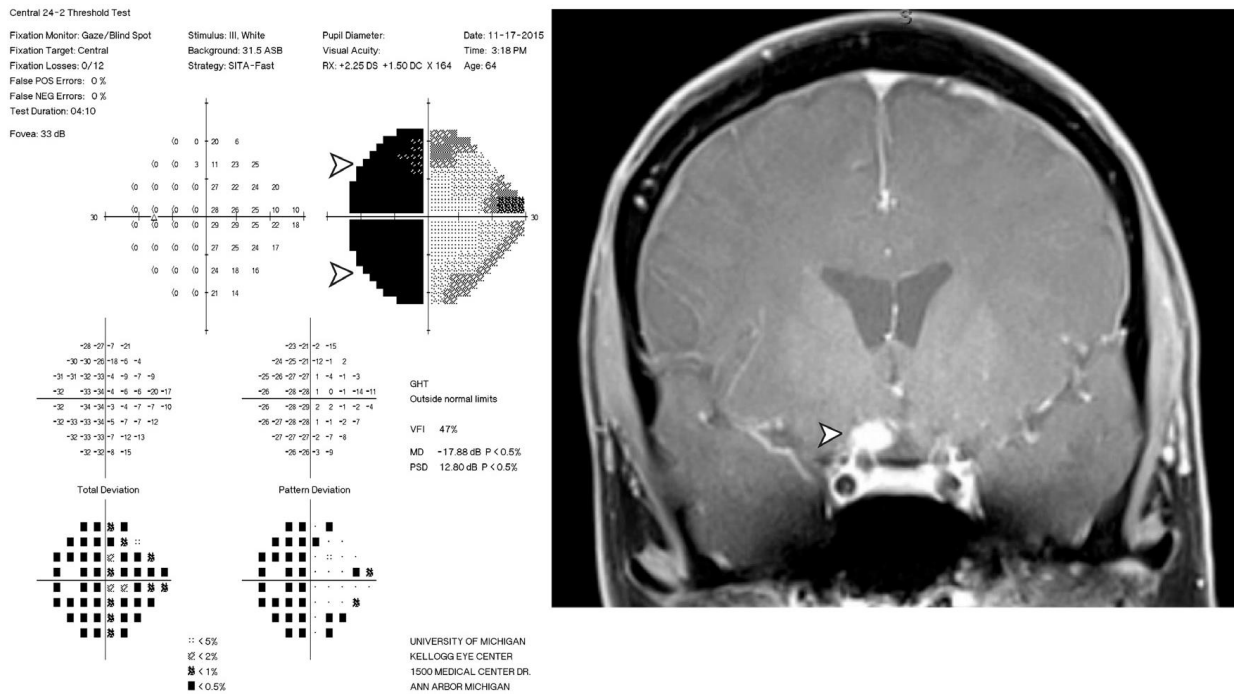 Central 24-2 Threshold Test
Fixation Monitor: Gaze/Blind Spot
Fixation Target: Central
Fixation Losses: 0/12
False POS Errors: 0 %
False NEG Errors: 0 %
Test Duration: 04:10
Fovea: 33 dB
Stimulus: III, White
Background: 31.5 ASB
Strategy: SITA-Fast
Pupil Diameter:
Visual Acuity:
RX: +2.25 DS +1.50 DC X 164
Date: 11-17-2015
Time: 3:18 PM
Age: 64
⟨0 0 20 6
⟨0 0 3 11 23 25
⟨0 ⟨0 ⟨0 ⟨0 27 22 24 20
⟨0 ⟨0 ⟨0 ⟨0 28 26 25 10 10
30
30
⟨0 ⟨0 ⟨0 ⟨0 29 29 25 22 18
⟨0 ⟨0 ⟨0 ⟨0 27 25 24 17
⟨0 ⟨0 ⟨0 24 18 16
⟨0 ⟨0 21 14
-28 -27 -7 -21
-30 -30 -26 -18 -6 -4
-31 -31 -32 -33 -4 -9 -7 -9
-32 -33 -34 -4 -6 -6 -20 -17
-32 -34 -34 -3 -4 -7 -7 -10
-32 -33 -33 -34 -5 -7 -7 -12
-32 -33 -33 -7 -12 -13
-32 -32 -8 -15
Total Deviation
-23 -21 -2 -15
-24 -25 -21 -12 -1 2
-25 -26 -27 -27 1 -4 -1 -3
-26 -28 -28 1 0 -1 -14 -11
-26 -28 -29 2 2 -1 -2 -4
-26 -28 -28 -27 1 -1 -2 -7
-27 -27 -27 -2 -7 -8
-26 -26 -3 -9
Pattern Deviation
GHT
Outside normal limits
VFI 47%
MD -17.88 dB P < 0.5%
PSD 12.80 dB P < 0.5%
< 5%
< 2%
< 1%
< 0.5%
UNIVERSITY OF MICHIGAN
KELLOGG EYE CENTER
1500 MEDICAL CENTER DR.
ANN ARBOR MICHIGAN
S